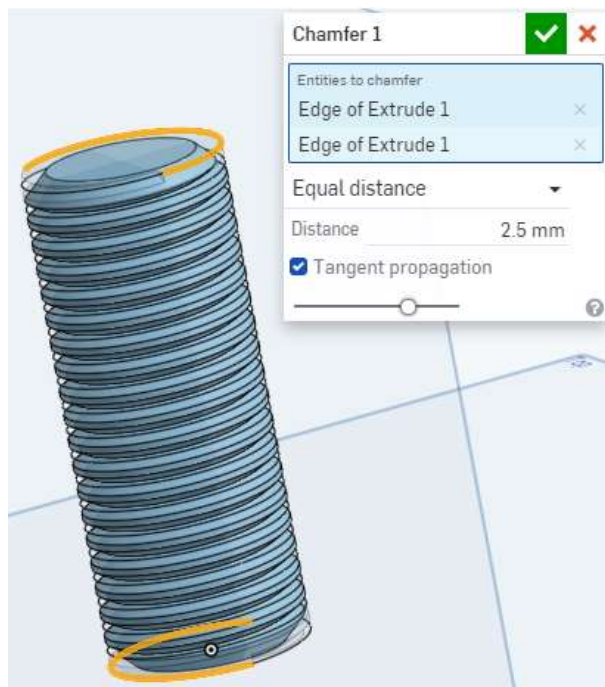 Chamfer 1
Entities to chamfer
Edge of Extrude 1
Edge of Extrude 1
Equal distance
Distance 2.5 mm
Tangent propagation
?